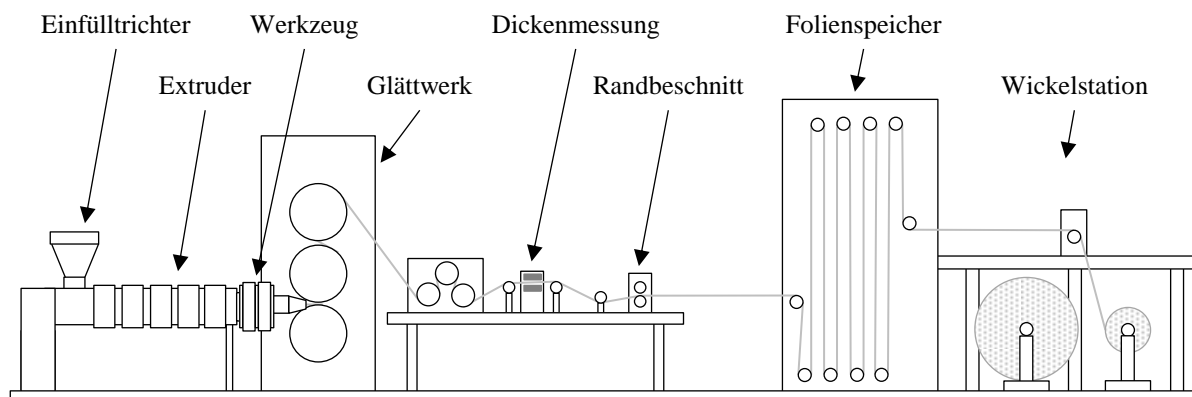 Einfülltrichter
Werkzeug
Dickenmessung
Folienspeicher
Extruder
Glättwerk
Randbeschnitt
Wickelstation